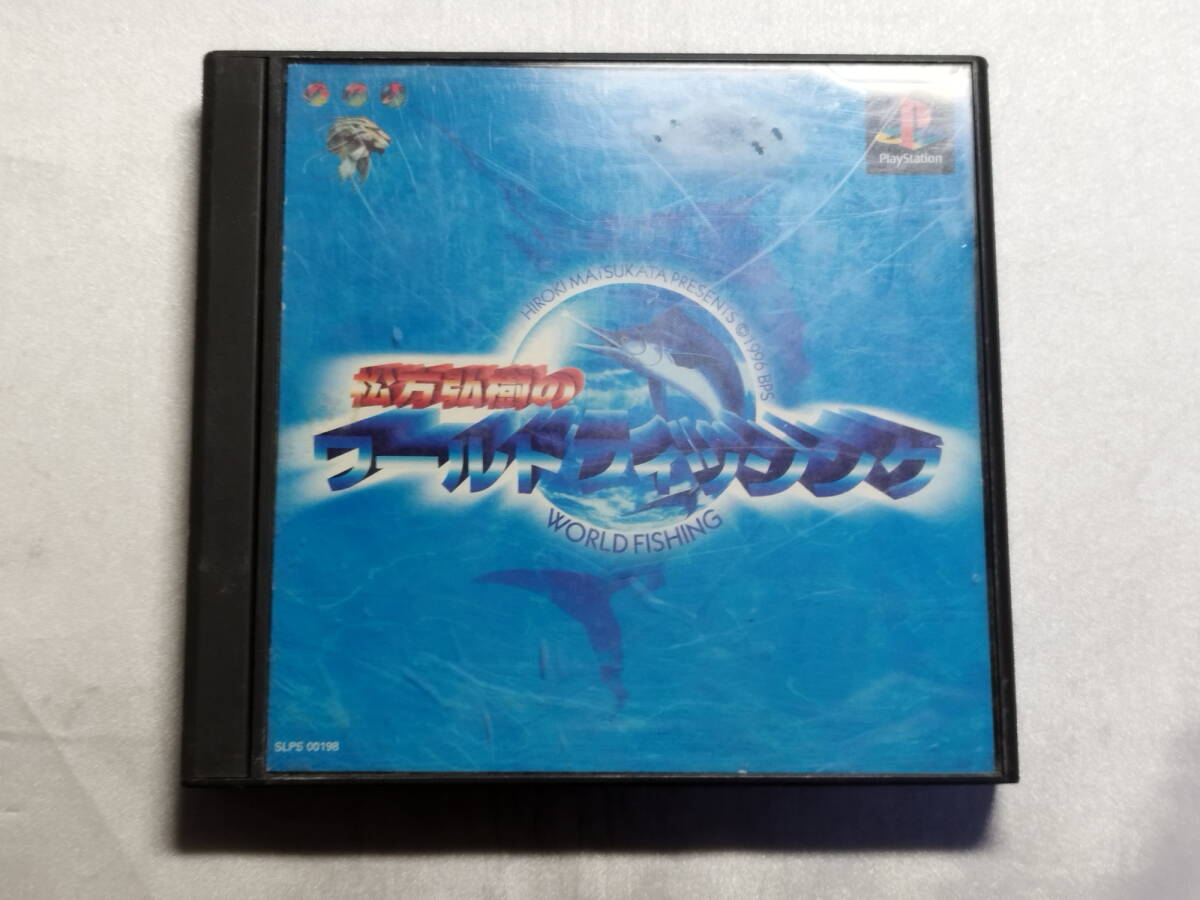 PlayStation
HIROKI MATSUKATA PRESENTS ©1996 BPS
松方弘樹の
ワールドフィッシング
WORLD FISHING
SLPS 00198